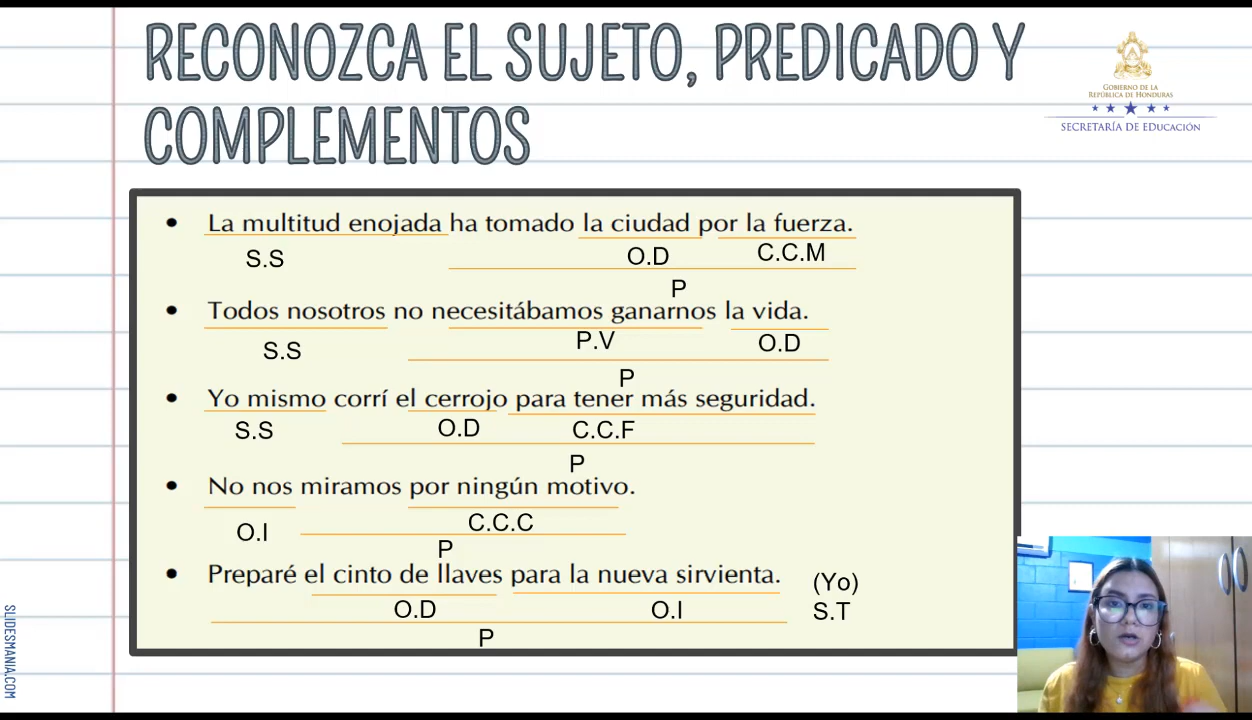 RECONOZCA EL SUJETO, PREDICADO Y
COMPLEMENTOS
GOBIERNO DE LA
REPÚBLICA DE HONDURAS
SECRETARÍA DE EDUCACIÓN
• La multitud enojada ha tomado la ciudad por la fuerza.
S.S O.D C.C.M
P
• Todos nosotros no necesitábamos ganarnos la vida.
S.S P.V O.D
P
• Yo mismo corrí el cerrojo para tener más seguridad.
S.S O.D C.C.F
P
• No nos miramos por ningún motivo.
O.I C.C.C
P
• Preparé el cinto de llaves para la nueva sirvienta. (Yo)
O.D O.I S.T
P
SLIDESMANIA.COM